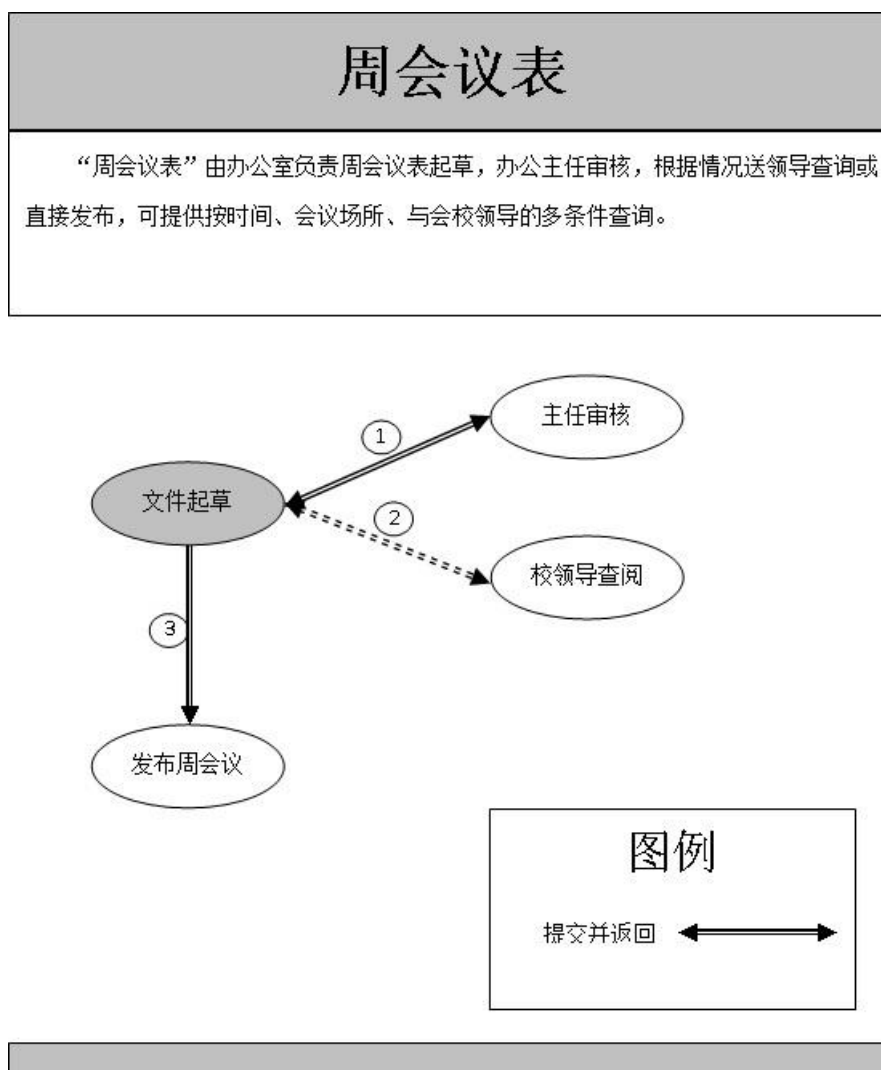 周会议表
“周会议表”由办公室负责周会议表起草，办公主任审核，根据情况送领导查询或
直接发布，可提供按时间、会议场所、与会校领导的多条件查询。
主任审核
1
文件起草
2
校领导查阅
3
发布周会议
图例
提交并返回